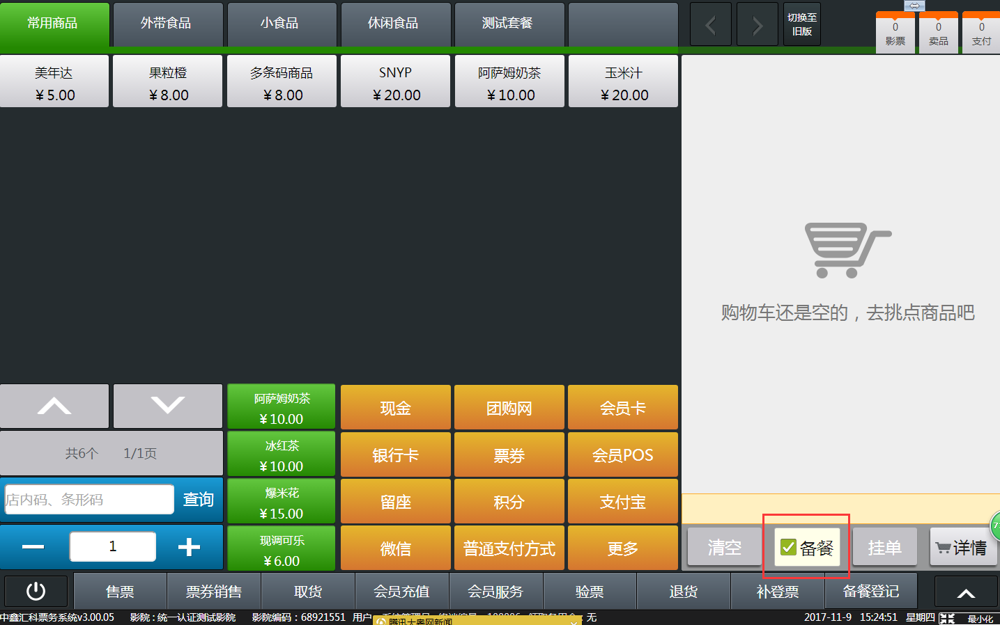 常用商品
外带食品
小食品
休闲食品
测试套餐
切换至
旧版
0
影票
0
卖品
0
支付
美年达
¥ 5.00
果粒橙
¥ 8.00
多条码商品
¥ 8.00
SNYP
¥ 20.00
阿萨姆奶茶
¥ 10.00
玉米汁
¥ 20.00
购物车还是空的，去挑点商品吧
阿萨姆奶茶
¥ 10.00
现金
团购网
会员卡
共6个 1/1页
冰红茶
¥ 10.00
银行卡
票券
会员POS
店内码、条形码
查询
爆米花
¥ 15.00
留座
积分
支付宝
1
现调可乐
¥ 6.00
微信
普通支付方式
更多
清空
备餐
挂单
详情
售票
票券销售
取货
会员充值
会员服务
验票
退货
补登票
备餐登记
中鑫汇科票务系统v3.00.05 影院 : 统一认证测试影院 影院编码 : 68921551 用户 : 无
腾讯大粤网新闻
2017-11-9 15:24:51 星期四
最小化